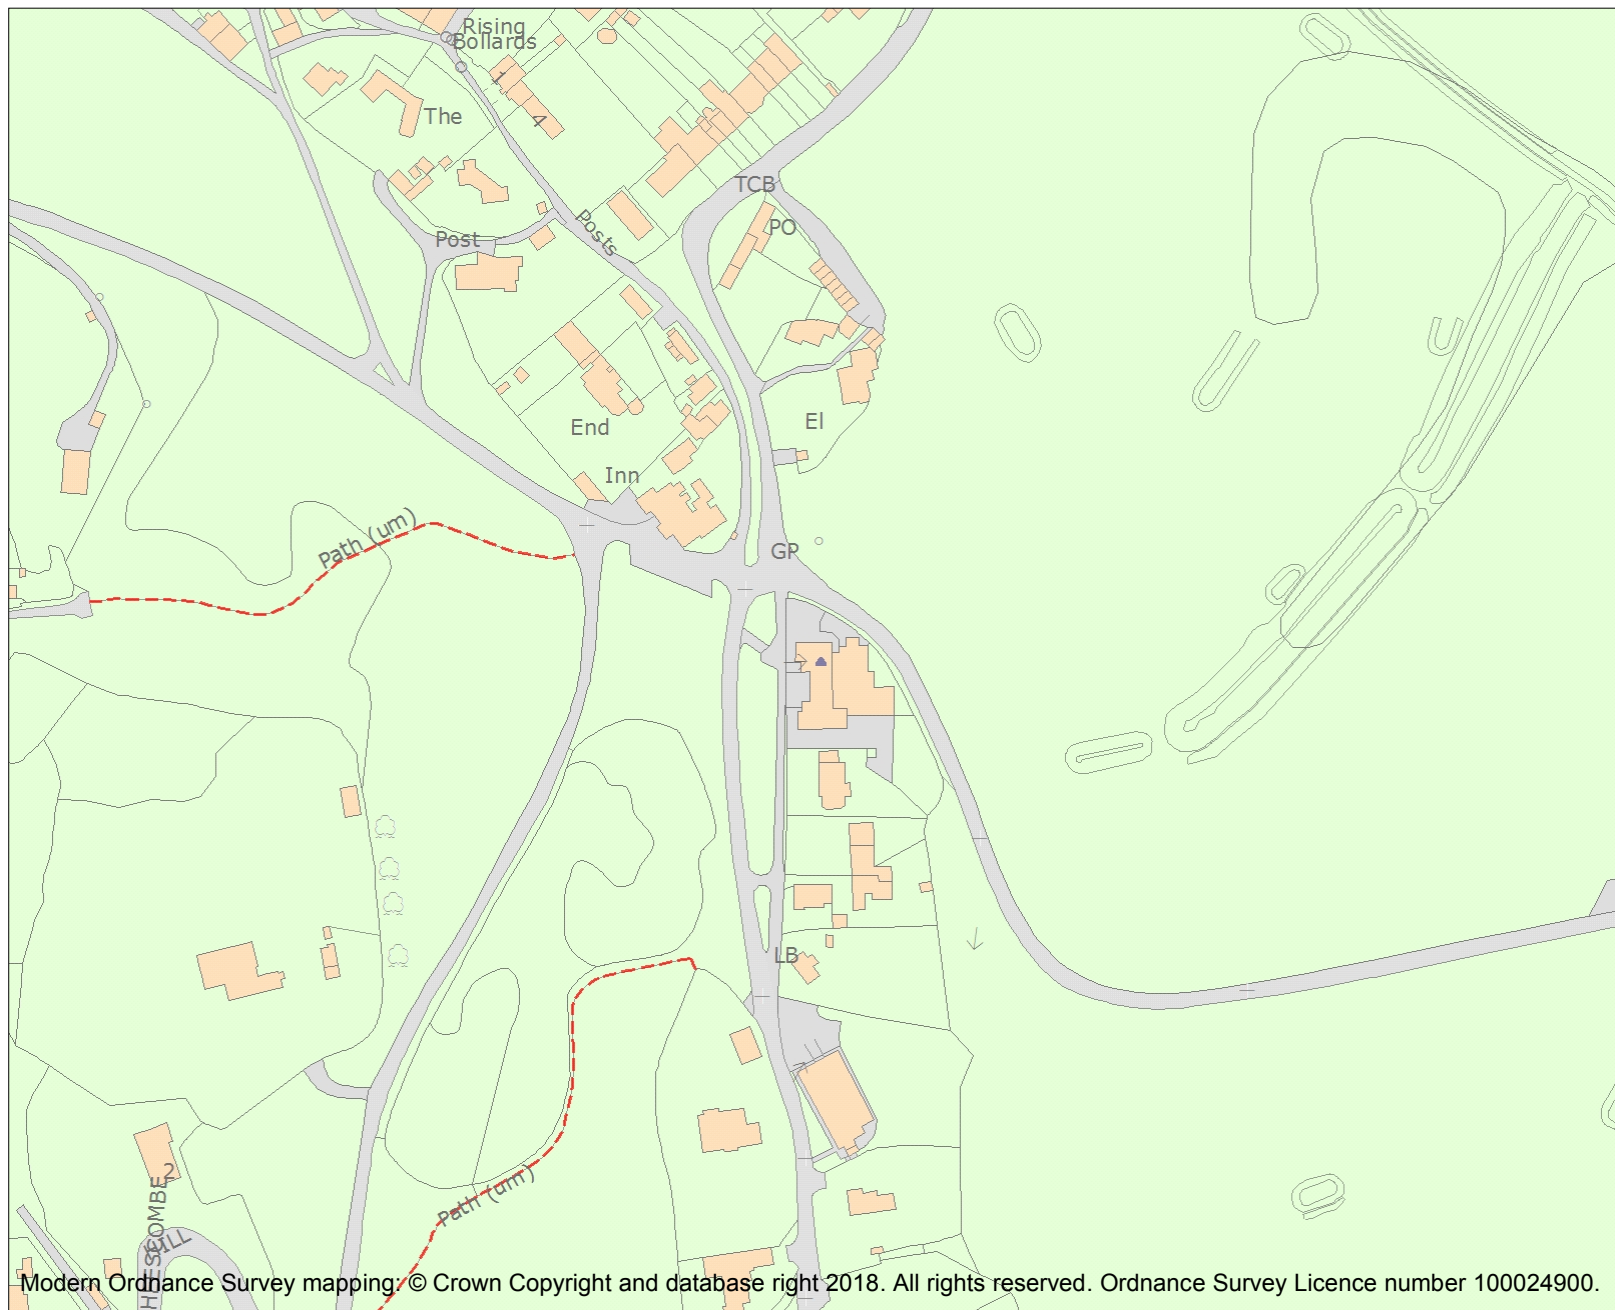 Rising
Bollards
1
The
4
TCB
Posts
PO
Post
El
End
Inn
Path (um)
GP
LB
Path (um)
2
HILL
Modern Ordnance Survey mapping: © Crown Copyright and database right 2018. All rights reserved. Ordnance Survey Licence number 100024900.